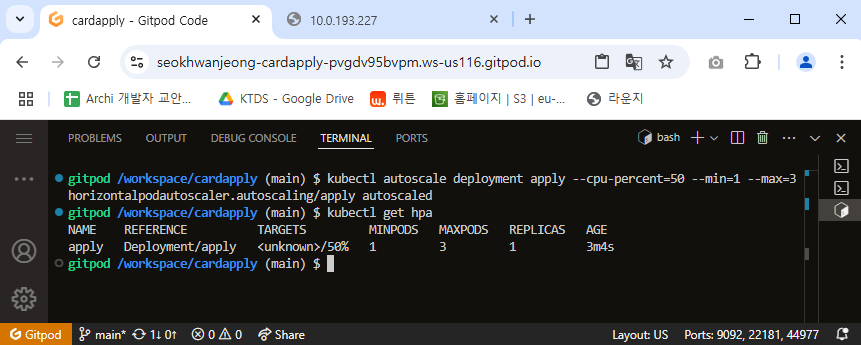 cardapply - Gitpod Code
10.0.193.227
seokhwanjeong-cardapply-pvgdv95bvpm.ws-us116.gitpod.io
Archi 개발자 교안...
KTDS - Google Drive
뤼튼
홈페이지 | S3 | eu-...
라운지
PROBLEMS OUTPUT DEBUG CONSOLE TERMINAL PORTS bash
gitpod /workspace/cardapply (main) $ kubectl autoscale deployment apply --cpu-percent=50 --min=1 --max=3
horizontalpodautoscaler.autoscaling/apply autoscaled
gitpod /workspace/cardapply (main) $ kubectl get hpa
NAME REFERENCE TARGETS MINPODS MAXPODS REPLICAS AGE
apply Deployment/apply <unknown>/50% 1 3 1 3m4s
gitpod /workspace/cardapply (main) $
Gitpod main* 1↓ 0↑ 0 0 Share Layout: US Ports: 9092, 22181, 44977